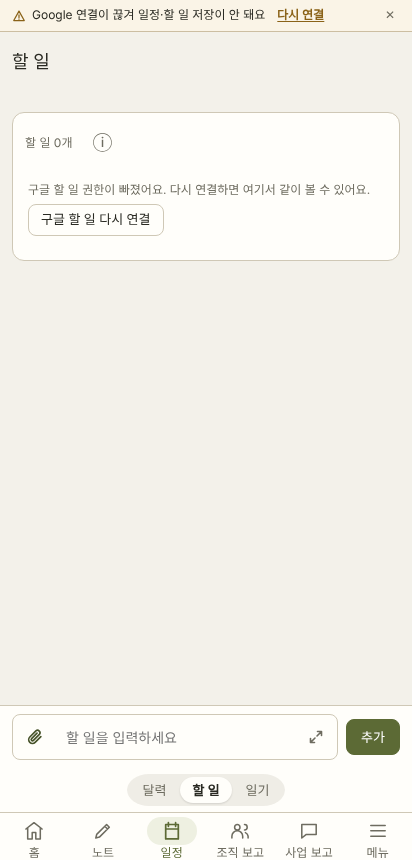 Google 연결이 끊겨 일정·할 일 저장이 안 돼요 다시 연결 ×
할 일
할 일 0개 i
구글 할 일 권한이 빠졌어요. 다시 연결하면 여기서 같이 볼 수 있어요.
구글 할 일 다시 연결
할 일을 입력하세요 추가
달력 할 일 일기
홈 노트 일정 조직 보고 사업 보고 메뉴